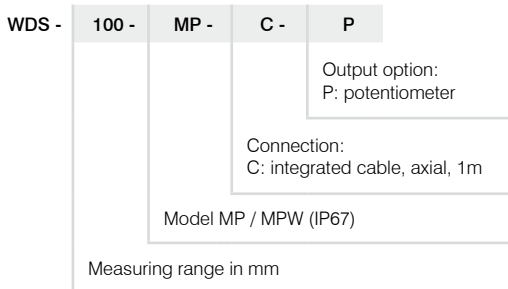 WDS - 100 - MP - C - P
Output option:
P: potentiometer
Connection:
C: integrated cable, axial, 1m
Model MP / MPW (IP67)
Measuring range in mm